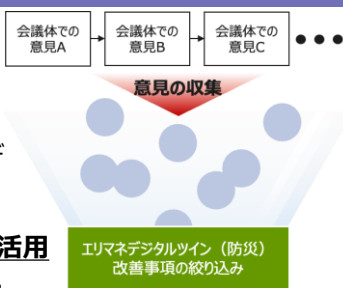 会議体での
意見A
会議体での
意見B
会議体での
意見C
●●●
意見の収集
活用
エリマネデジタルツイン（防災）
改善事項の絞り込み